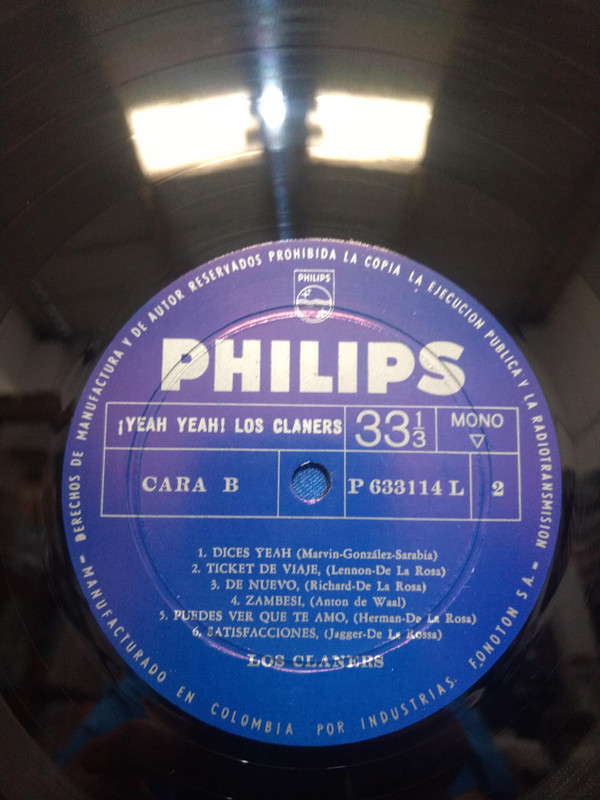 DERECHOS DE MANUFACTURA Y DE AUTOR RESERVADOS PROHIBIDA LA COPIA LA EJECUCION PUBLICA Y LA RADIOTRANSMISION
PHILIPS
PHILIPS
¡YEAH YEAH! LOS CLANERS
33 1/3
MONO
CARA B
P 633114 L
2
1. DICES YEAH (Marvin-González-Sarabia)
2. TICKET DE VIAJE, (Lennon-De La Rosa)
3. DE NUEVO, (Richard-De La Rosa)
4. ZAMBESI, (Anton de Waal)
5. PUEDES VER QUE TE AMO, (Herman-De La Rosa)
6. SATISFACCIONES, (Jagger-De La Rossa)
LOS CLANERS
MANUFACTURADO EN COLOMBIA POR INDUSTRIAS. FONOTON S.A.